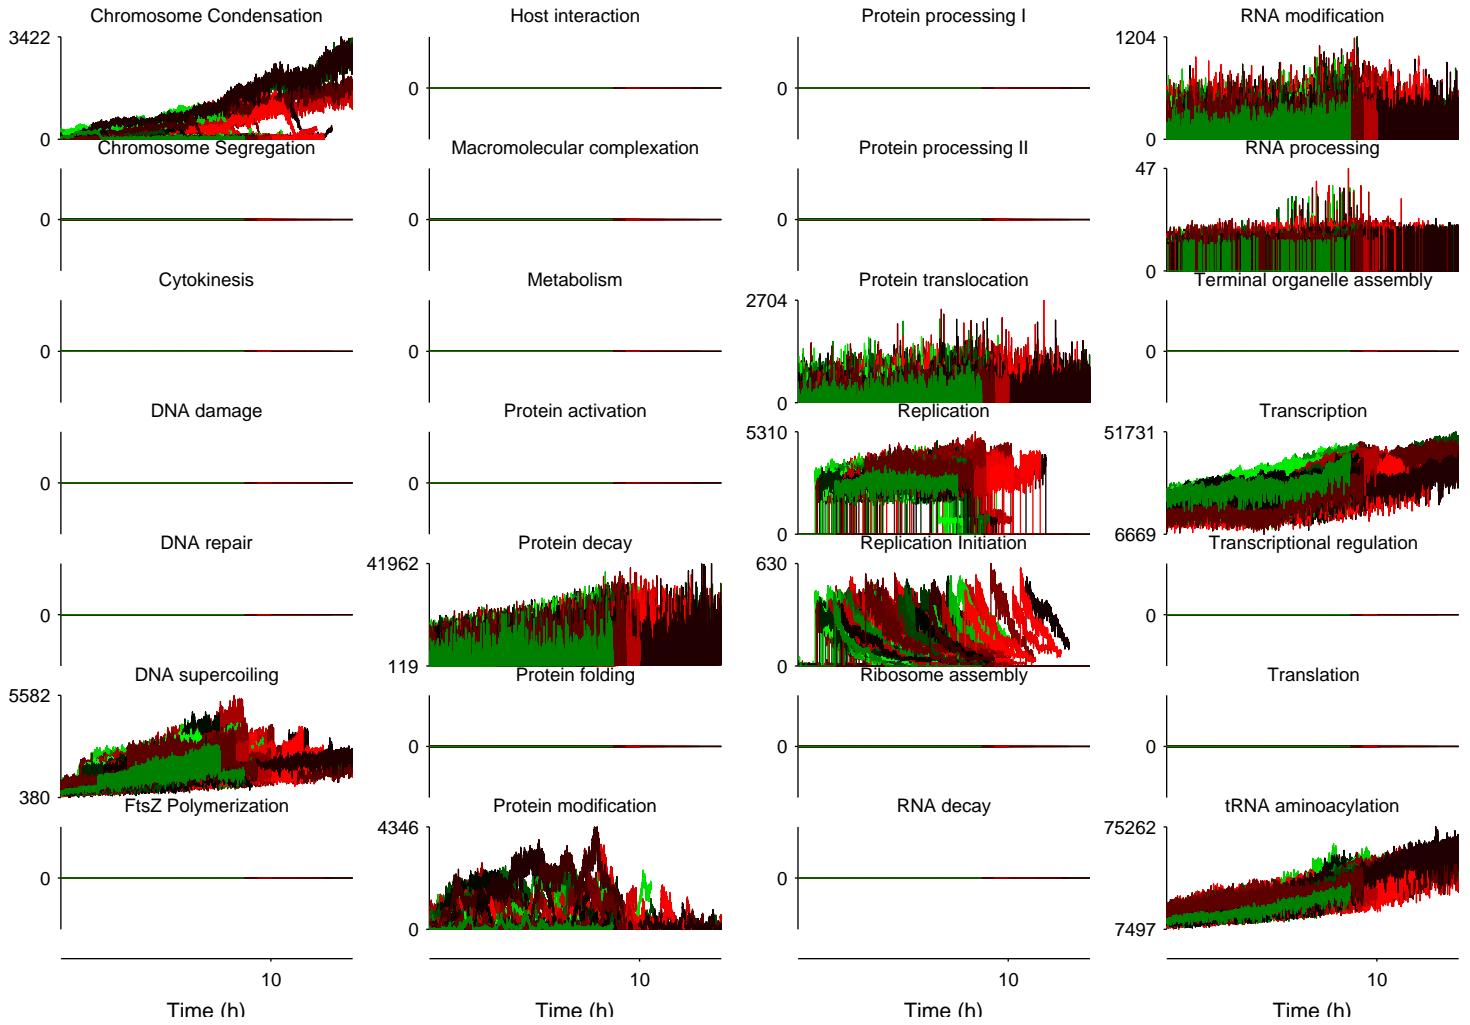 Chromosome Condensation
3422
0
Host interaction
0
Protein processing I
0
RNA modification
1204
0
Chromosome Segregation
0
Macromolecular complexation
0
Protein processing II
0
RNA processing
47
0
Cytokinesis
0
Metabolism
0
Protein translocation
2704
0
Terminal organelle assembly
0
DNA damage
0
Protein activation
0
Replication
5310
0
Transcription
51731
6669
DNA repair
0
Protein decay
41962
119
Replication Initiation
630
0
Transcriptional regulation
0
DNA supercoiling
5582
380
Protein folding
0
Ribosome assembly
0
Translation
0
FtsZ Polymerization
0
Protein modification
4346
0
RNA decay
0
tRNA aminoacylation
75262
7497
10
10
10
10
Time (h)
Time (h)
Time (h)
Time (h)